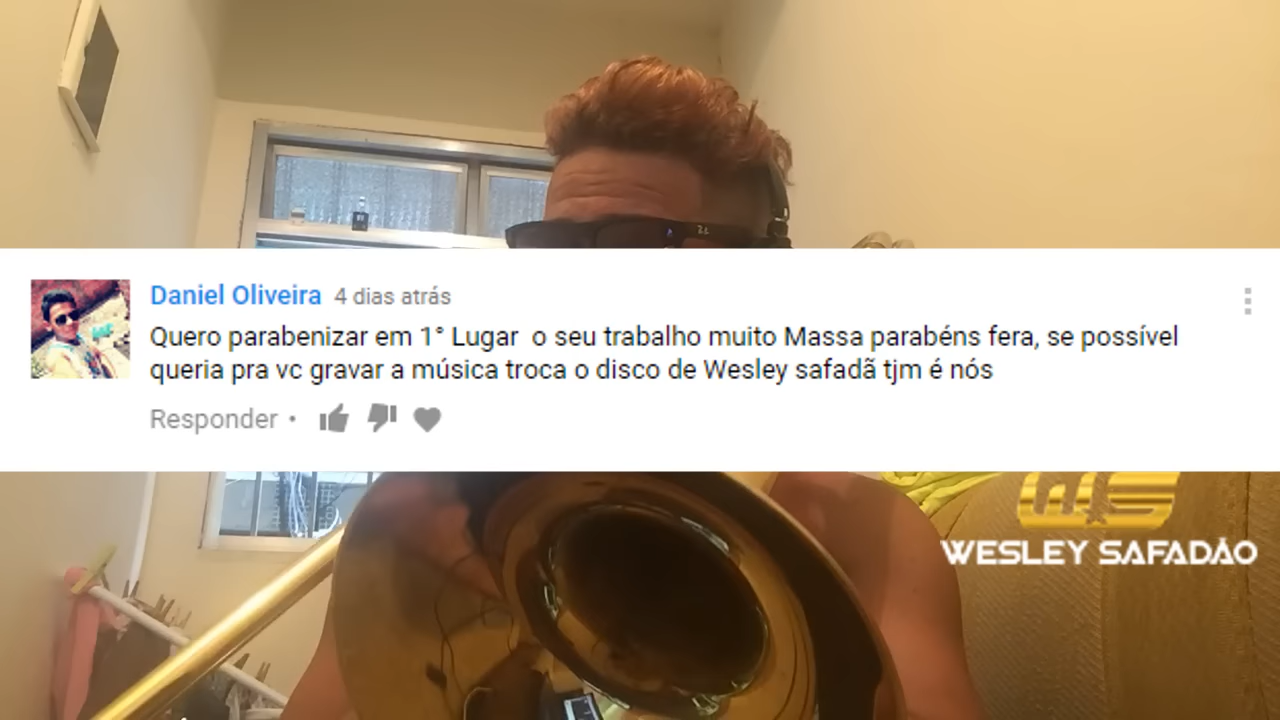 Daniel Oliveira 4 dias atrás
Quero parabenizar em 1° Lugar o seu trabalho muito Massa parabéns fera, se possível
queria pra vc gravar a música troca o disco de Wesley safadã tjm é nós
Responder •
WS
WESLEY SAFADÃO